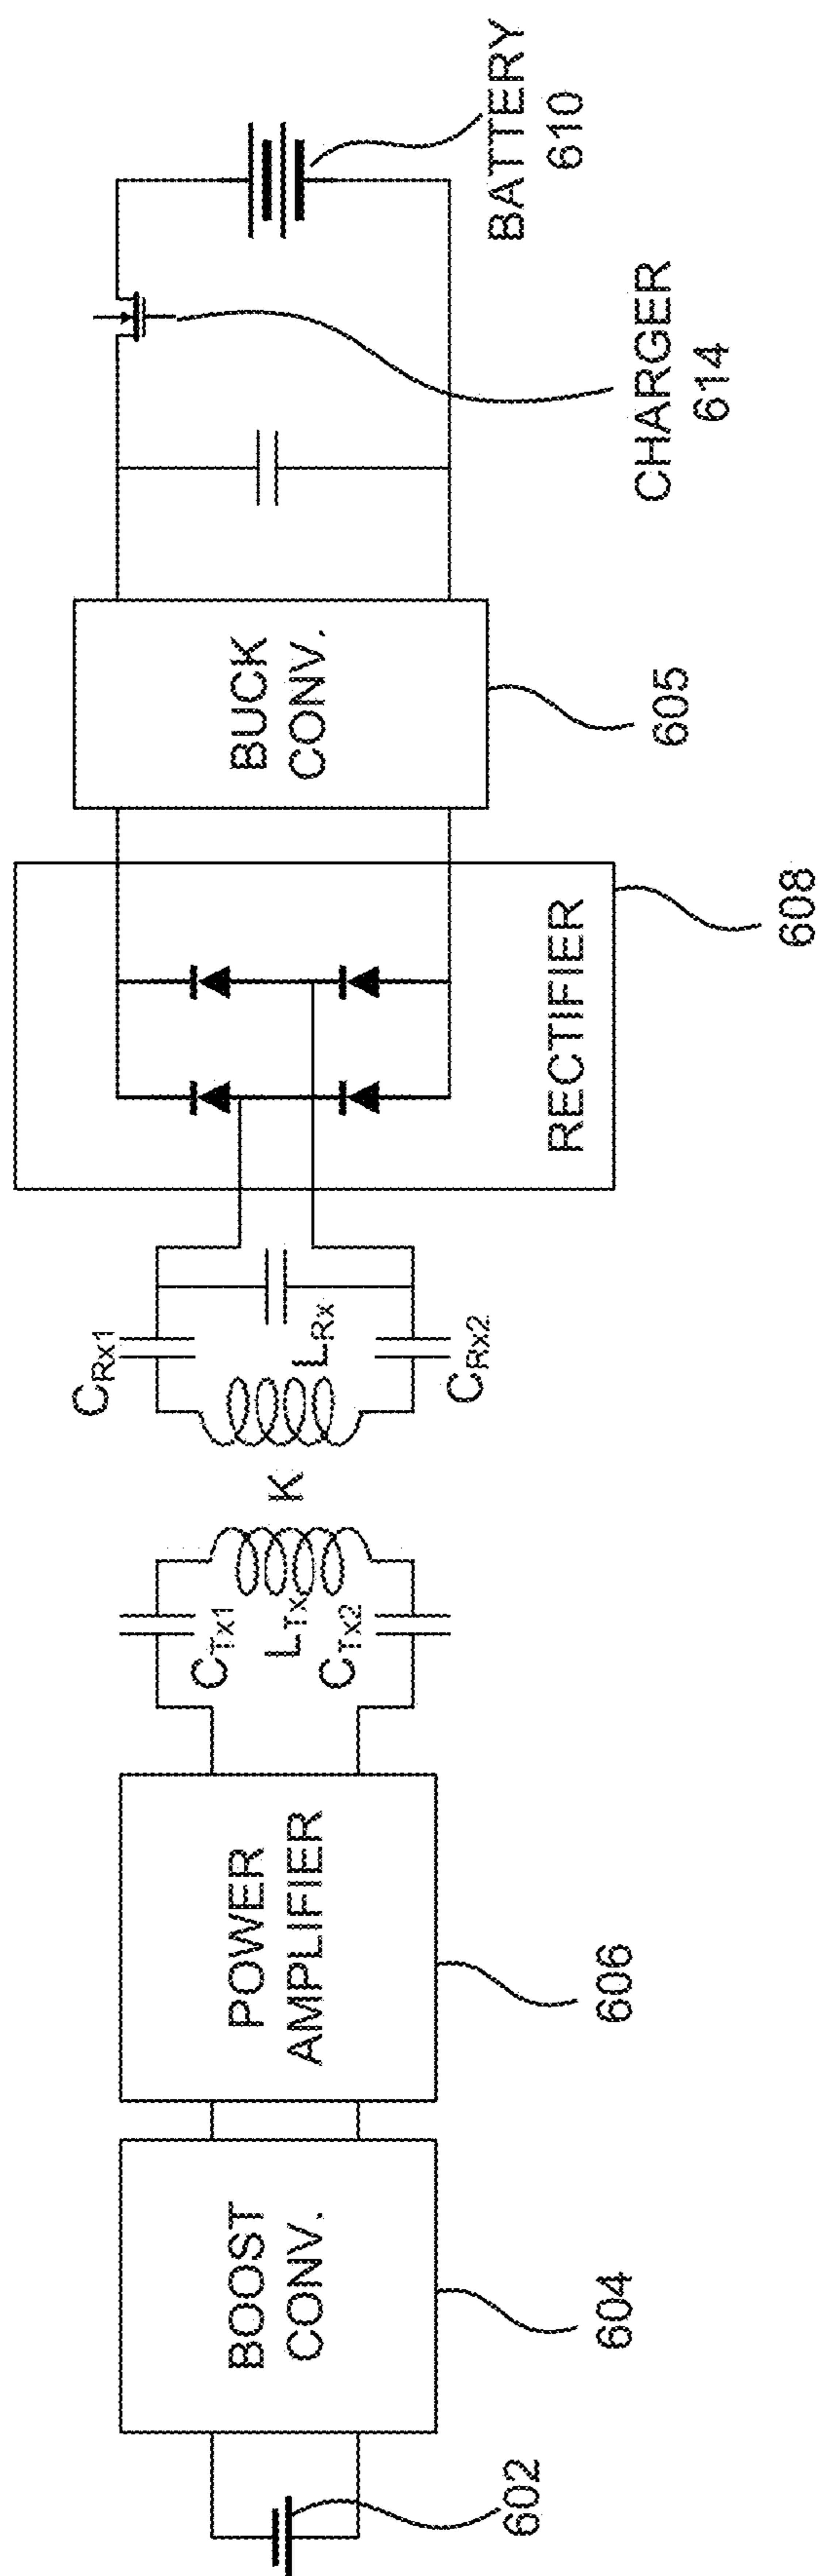 602
BOOST
CONV.
604
POWER
AMPLIFIER
606
CTx1
LTx
CTx2
K
CRx1
LRx
CRx2
RECTIFIER
608
BUCK
CONV.
605
CHARGER
614
BATTERY
610